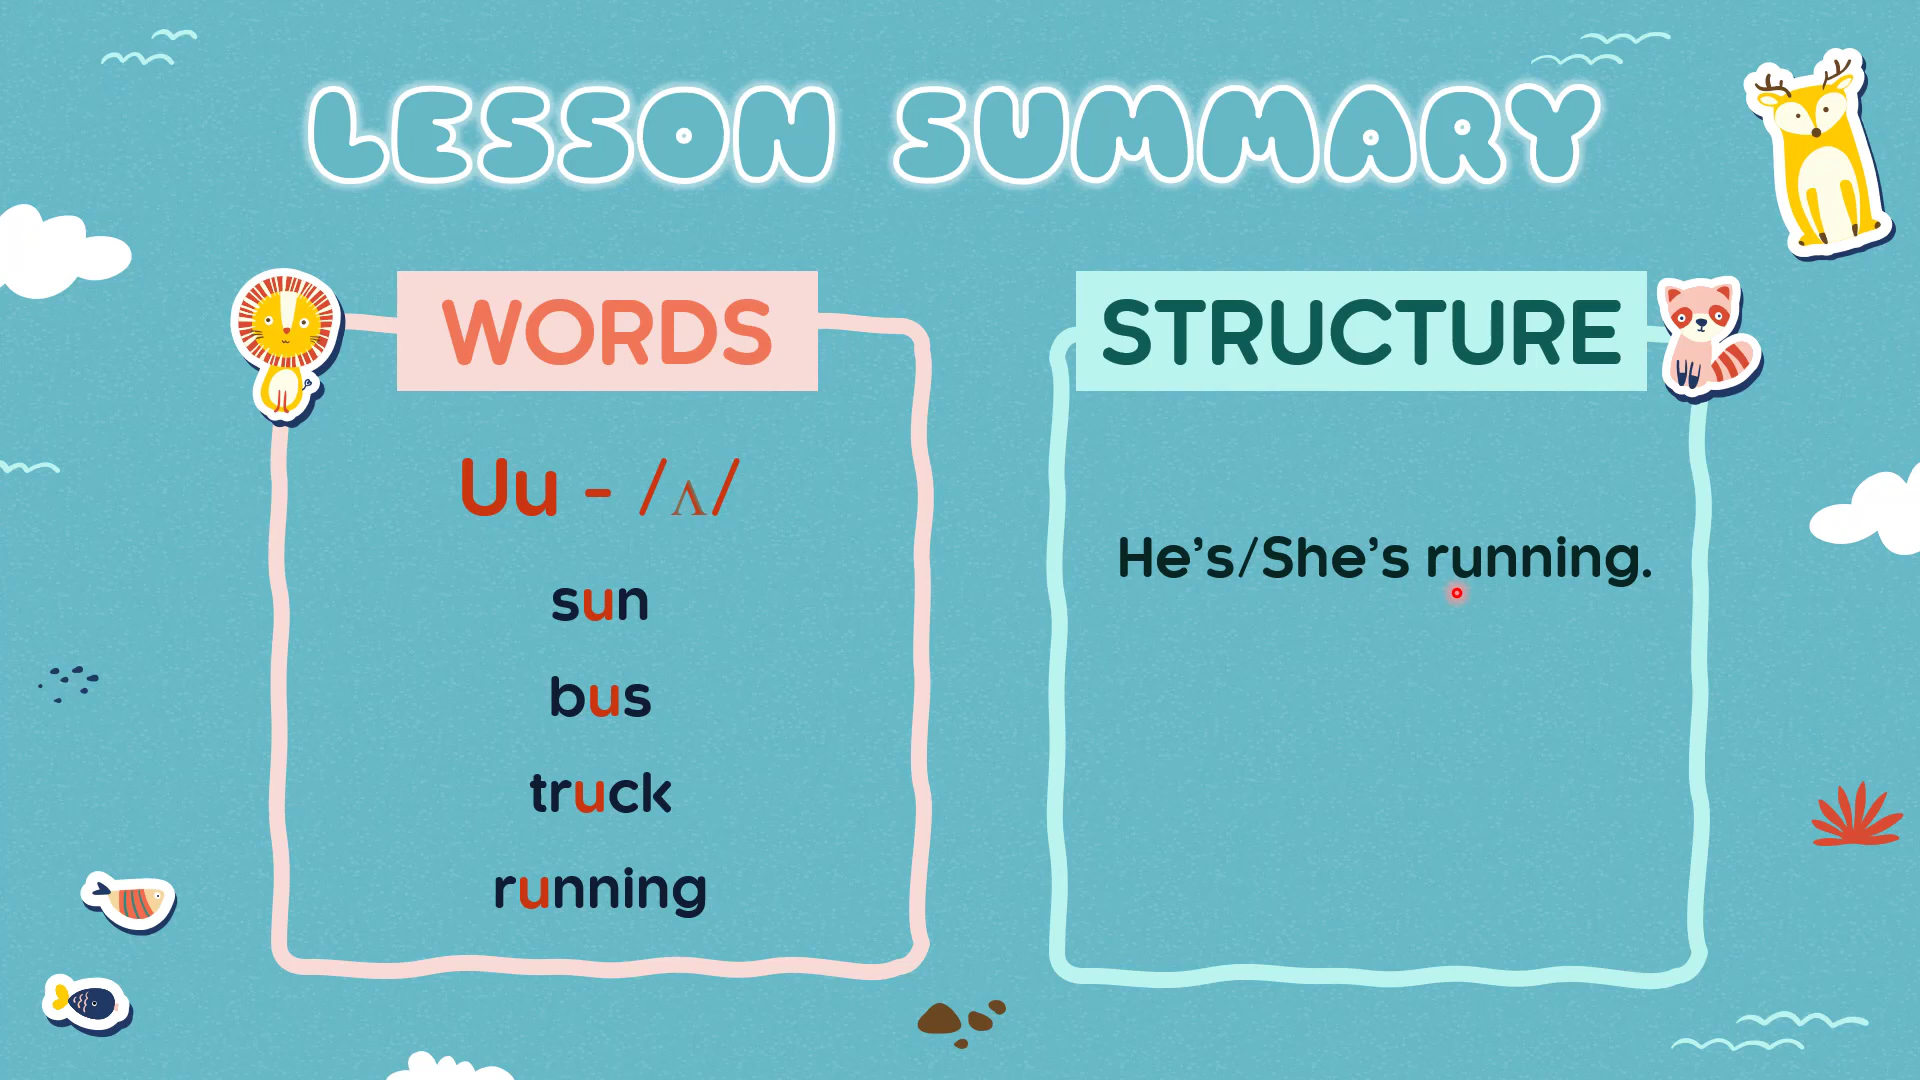 LESSON SUMMARY
WORDS
Uu - /ʌ/
sun
bus
truck
running
STRUCTURE
He’s/She’s running.